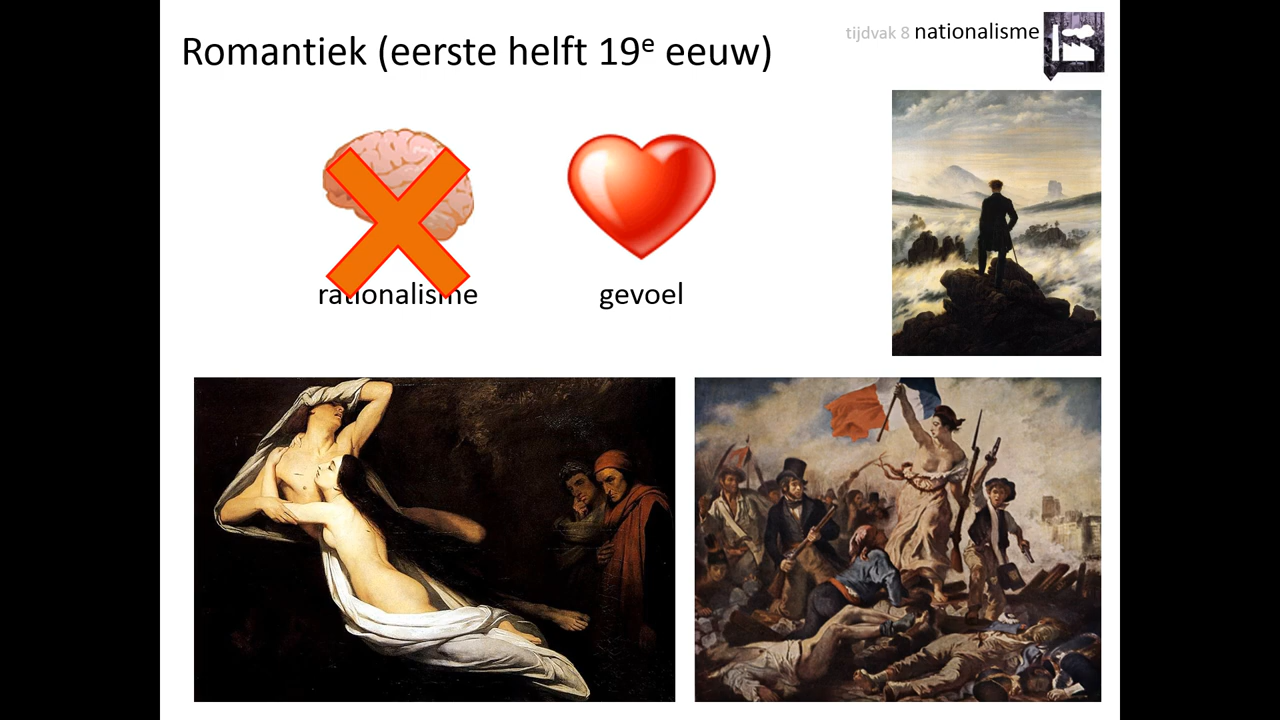 Romantiek (eerste helft 19e eeuw)
tijdvak 8 nationalisme
rationalisme
gevoel